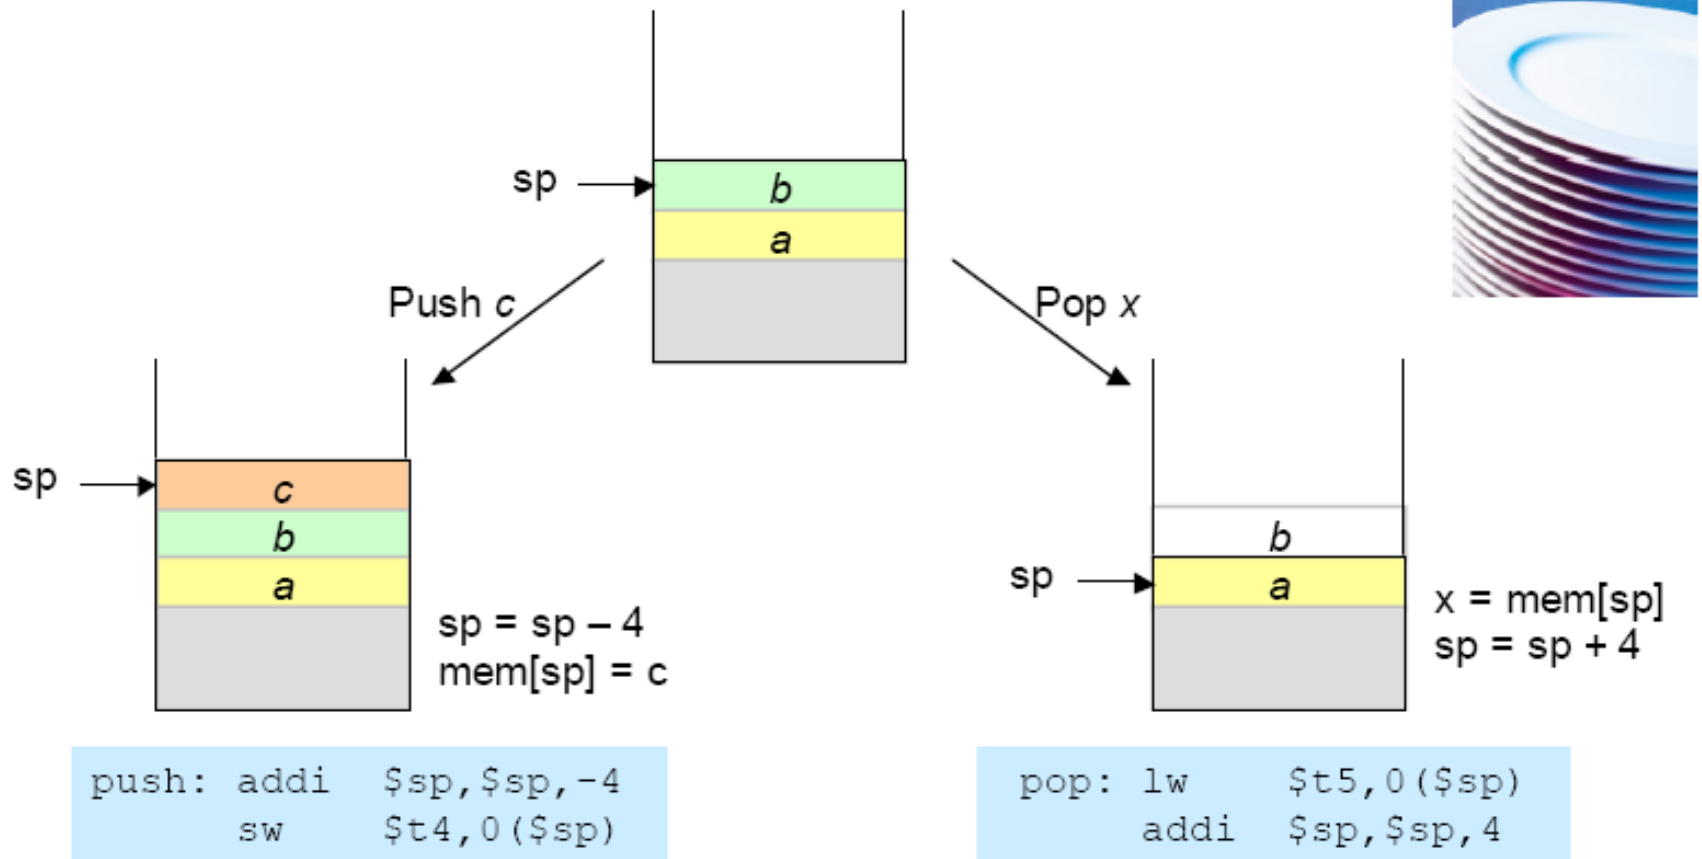 sp
b
a
Push c
Pop x
sp
c
b
a
sp = sp – 4
mem[sp] = c
sp
b
a
x = mem[sp]
sp = sp + 4
push: addi $sp,$sp,-4
sw $t4,0($sp)
pop: lw $t5,0($sp)
addi $sp,$sp,4